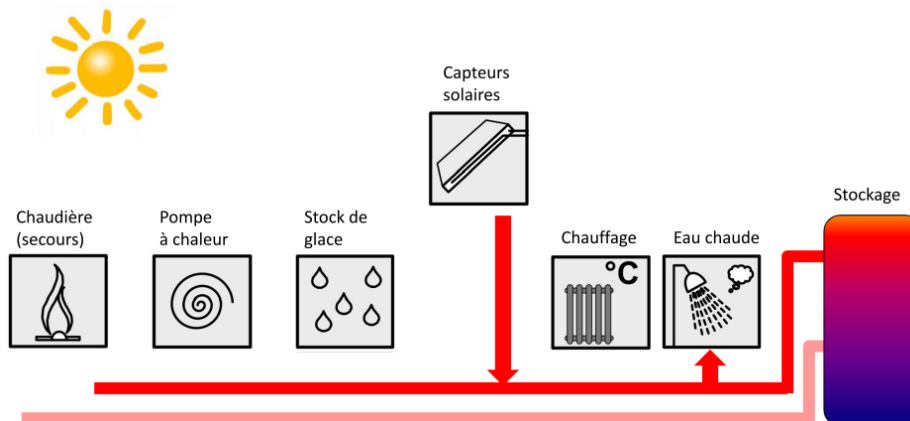 Capteurs
solaires
Stockage
Chaudière
(secours)
Pompe
à chaleur
Stock de
glace
Chauffage
Eau chaude
°C